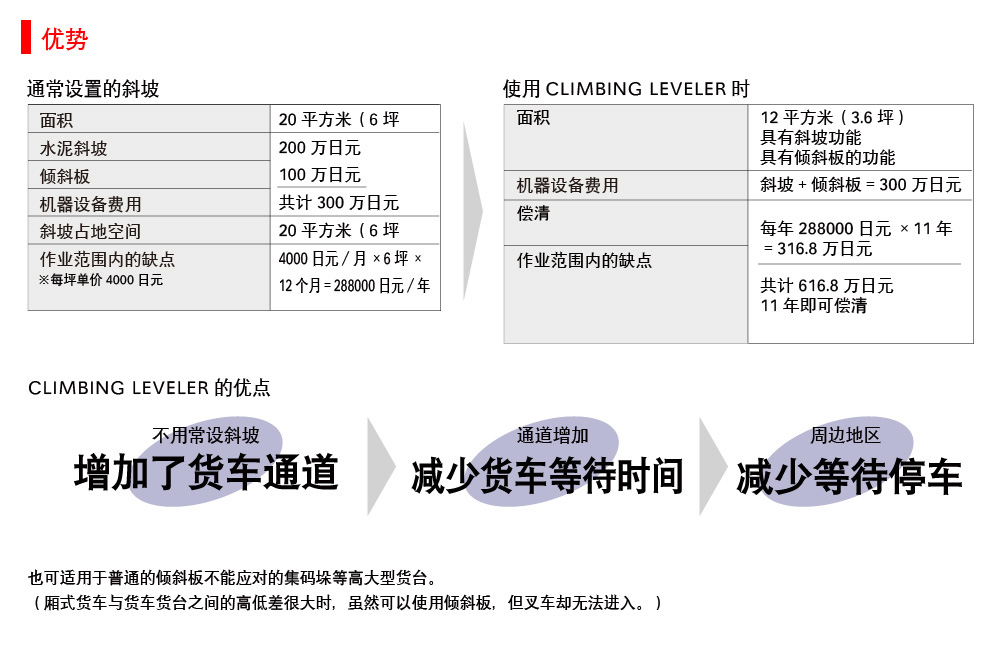 优势
通常设置的斜坡
面积 20 平方米（6 坪
水泥斜坡 200 万日元
倾斜板 100 万日元
机器设备费用 共计 300 万日元
斜坡占地空间 20 平方米（6 坪
作业范围内的缺点 4000 日元 / 月 ×6 坪 ×
※每坪单价 4000 日元 12 个月＝288000 日元 / 年
使用 CLIMBING LEVELER 时
面积 12 平方米（3.6 坪）
具有斜坡功能
具有倾斜板的功能
机器设备费用 斜坡 + 倾斜板 = 300 万日元
偿清 每年 288000 日元 × 11 年
= 316.8 万日元
作业范围内的缺点 共计 616.8 万日元
11 年即可偿清
CLIMBING LEVELER 的优点
不用常设斜坡
增加了货车通道
通道增加
减少货车等待时间
周边地区
减少等待停车
也可适用于普通的倾斜板不能应对的集码垛等高大型货台。
（厢式货车与货车货台之间的高低差很大时，虽然可以使用倾斜板，但叉车却无法进入。）